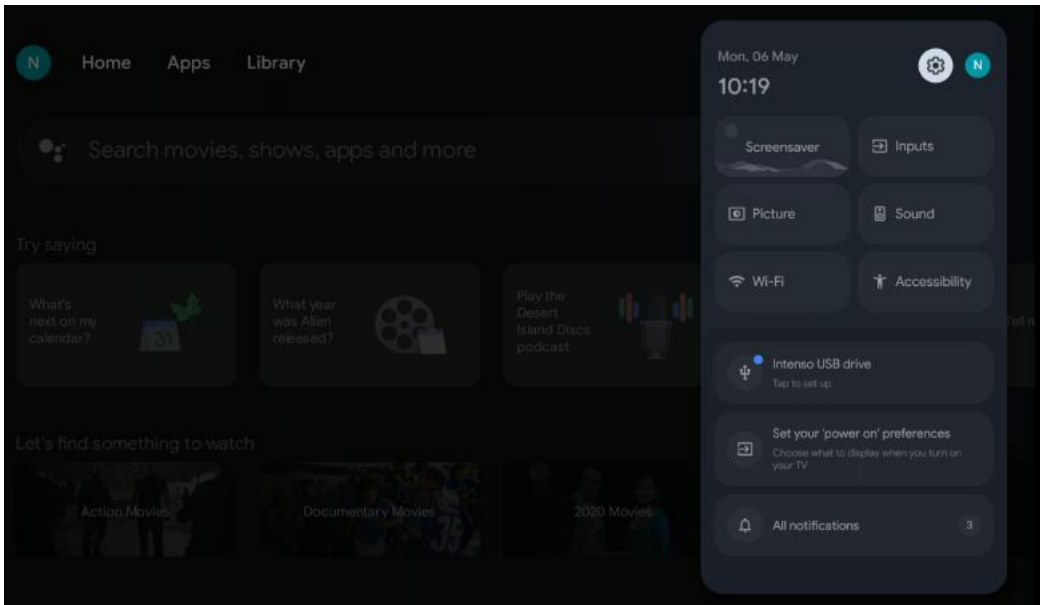 N
Home
Apps
Library
Search movies, shows, apps and more
Try saying
What's
next on my
calendar?
31
What year
was Alien
released?
Play the
Desert
Island Discs
podcast
Tell
Let's find something to watch
Action Movies
Documentary Movies
2020 Movies
Mon, 06 May
10:19
N
Screensaver
Inputs
Picture
Sound
Wi-Fi
Accessibility
Intenso USB drive
Tap to set up
Set your 'power on' preferences
Choose what to display when you turn on
your TV
All notifications
3